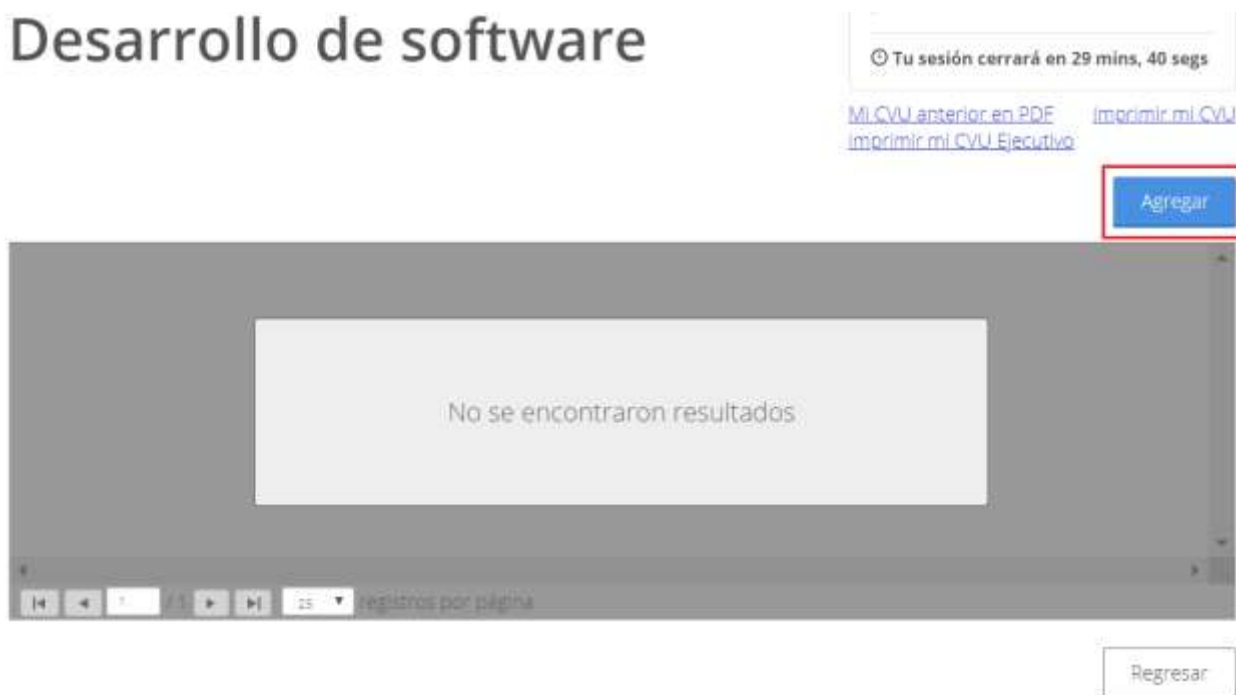 Desarrollo de software
Tu sesión cerrará en 29 mins, 40 segs
Mi CVU anterior en PDF Imprimir mi CVU
Imprimir mi CVU Ejecutivo
Agregar
No se encontraron resultados
1 / 1 25 registros por página
Regresar